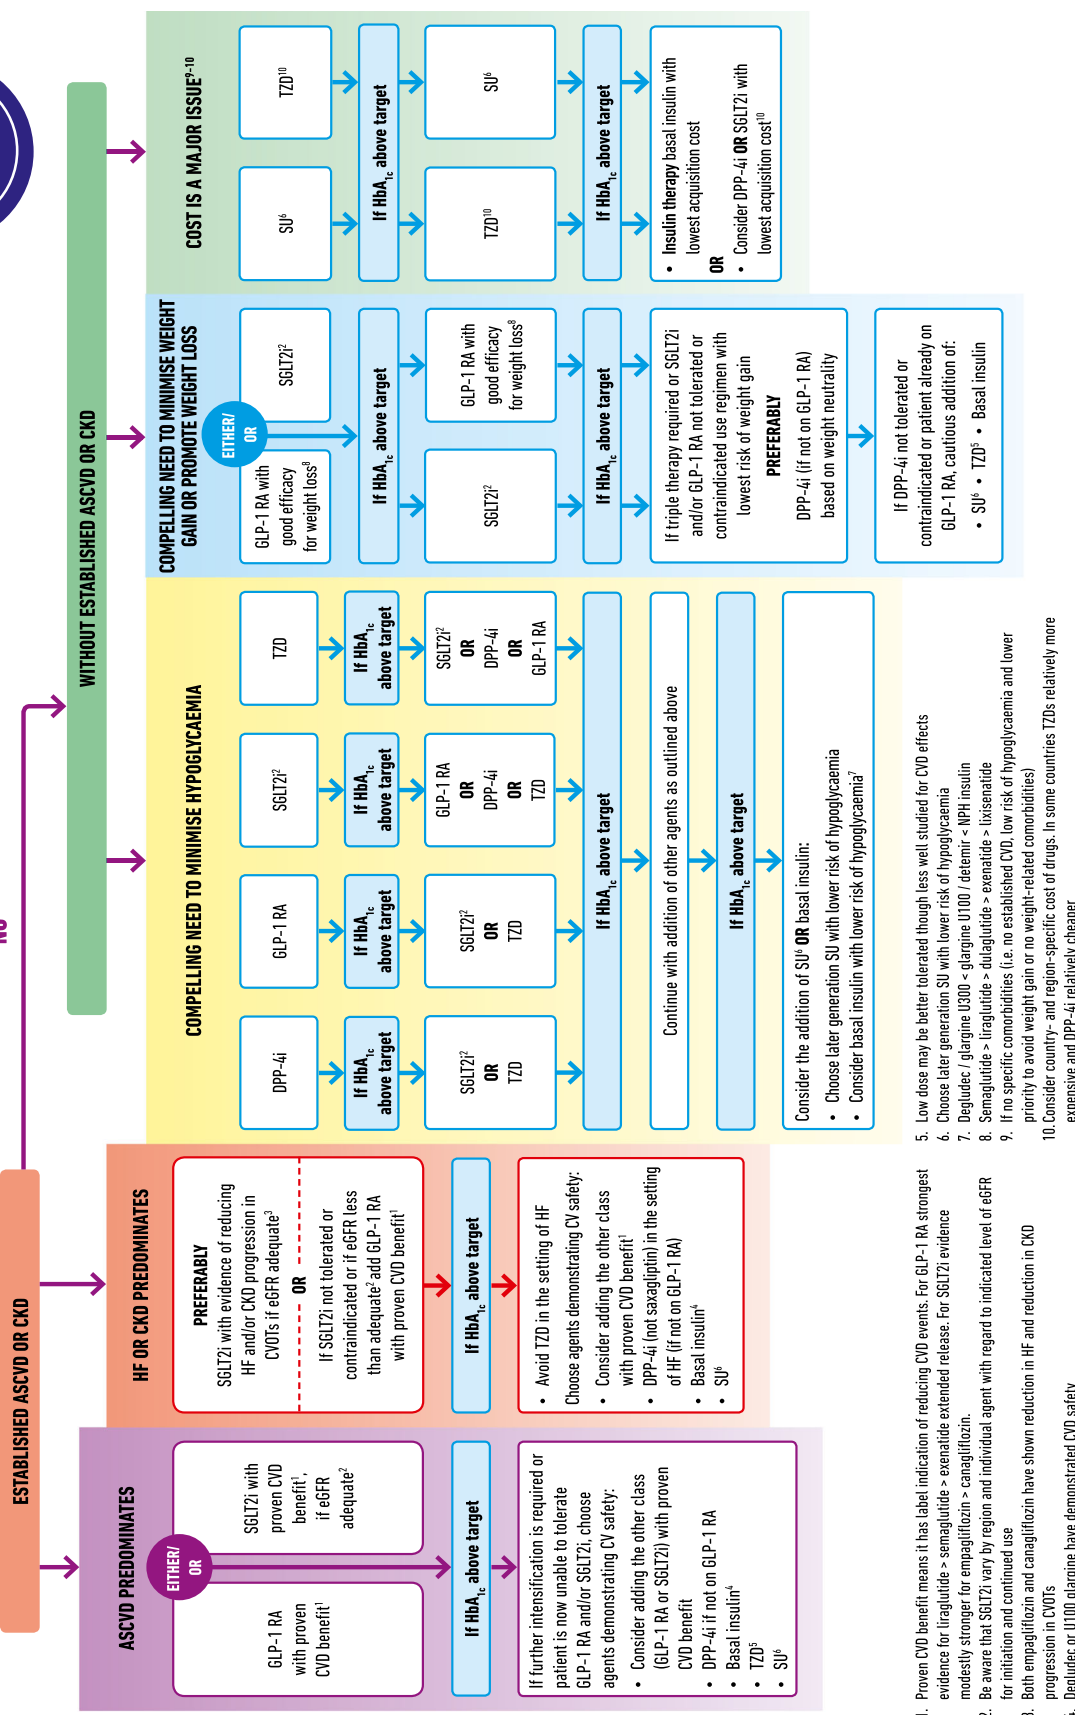 NO
ESTABLISHED ASCVD OR CKD
WITHOUT ESTABLISHED ASCVD OR CKD
ASCVD PREDOMINATES
EITHER/
OR
GLP-1 RA
with proven
CVD benefit¹
SGLT2i with
proven CVD
benefit¹,
if eGFR
adequate²
If HbA₁c above target
If further intensification is required or
patient is now unable to tolerate
GLP-1 RA and/or SGLT2i, choose
agents demonstrating CV safety:
• Consider adding the other class
(GLP-1 RA or SGLT2i) with proven
CVD benefit
• DPP-4i if not on GLP-1 RA
• Basal insulin⁴
• TZD⁵
• SU⁶
HF OR CKD PREDOMINATES
PREFERABLY
SGLT2i with evidence of reducing
HF and/or CKD progression in
CVOTs if eGFR adequate³
OR
If SGLT2i not tolerated or
contraindicated or if eGFR less
than adequate² add GLP-1 RA
with proven CVD benefit¹
If HbA₁c above target
• Avoid TZD in the setting of HF
Choose agents demonstrating CV safety:
• Consider adding the other class
with proven CVD benefit¹
• DPP-4i (not saxagliptin) in the setting
of HF (if not on GLP-1 RA)
• Basal insulin⁴
• SU⁶
COMPELLING NEED TO MINIMISE HYPOGLYCAEMIA
DPP-4i
If HbA₁c
above target
SGLT2i²
OR
TZD
GLP-1 RA
If HbA₁c
above target
SGLT2i²
OR
TZD
SGLT2i²
If HbA₁c
above target
GLP-1 RA
OR
DPP-4i
OR
TZD
TZD
If HbA₁c
above target
SGLT2i²
OR
DPP-4i
OR
GLP-1 RA
If HbA₁c above target
Continue with addition of other agents as outlined above
If HbA₁c above target
Consider the addition of SU⁶ OR basal insulin:
• Choose later generation SU with lower risk of hypoglycaemia
• Consider basal insulin with lower risk of hypoglycaemia⁷
COMPELLING NEED TO MINIMISE WEIGHT
GAIN OR PROMOTE WEIGHT LOSS
EITHER/
OR
GLP-1 RA with
good efficacy
for weight loss⁸
SGLT2i²
If HbA₁c above target
SGLT2i²
GLP-1 RA with
good efficacy
for weight loss⁸
If HbA₁c above target
If triple therapy required or SGLT2i
and/or GLP-1 RA not tolerated or
contraindicated use regimen with
lowest risk of weight gain
PREFERABLY
DPP-4i (if not on GLP-1 RA)
based on weight neutrality
If DPP-4i not tolerated or
contraindicated or patient already on
GLP-1 RA, cautious addition of:
• SU⁶ • TZD⁵ • Basal insulin
COST IS A MAJOR ISSUE⁹⁻¹⁰
SU⁶
TZD¹⁰
If HbA₁c above target
TZD¹⁰
SU⁶
If HbA₁c above target
• Insulin therapy basal insulin with
lowest acquisition cost
OR
• Consider DPP-4i OR SGLT2i with
lowest acquisition cost¹⁰
1. Proven CVD benefit means it has label indication of reducing CVD events. For GLP-1 RA strongest
evidence for liraglutide > semaglutide > exenatide extended release. For SGLT2i evidence
modestly stronger for empagliflozin > canagliflozin.
2. Be aware that SGLT2i vary by region and individual agent with regard to indicated level of eGFR
for initiation and continued use
3. Both empagliflozin and canagliflozin have shown reduction in HF and reduction in CKD
progression in CVOTs
4. Degludec or U100 glargine have demonstrated CVD safety
5. Low dose may be better tolerated though less well studied for CVD effects
6. Choose later generation SU with lower risk of hypoglycaemia
7. Degludec / glargine U300 < glargine U100 / detemir < NPH insulin
8. Semaglutide > liraglutide > dulaglutide > exenatide > lixisenatide
9. If no specific comorbidities (i.e. no established CVD, low risk of hypoglycaemia and lower
priority to avoid weight gain or no weight-related comorbidities)
10. Consider country- and region-specific cost of drugs. In some countries TZDs relatively more
expensive and DPP-4i relatively cheaper